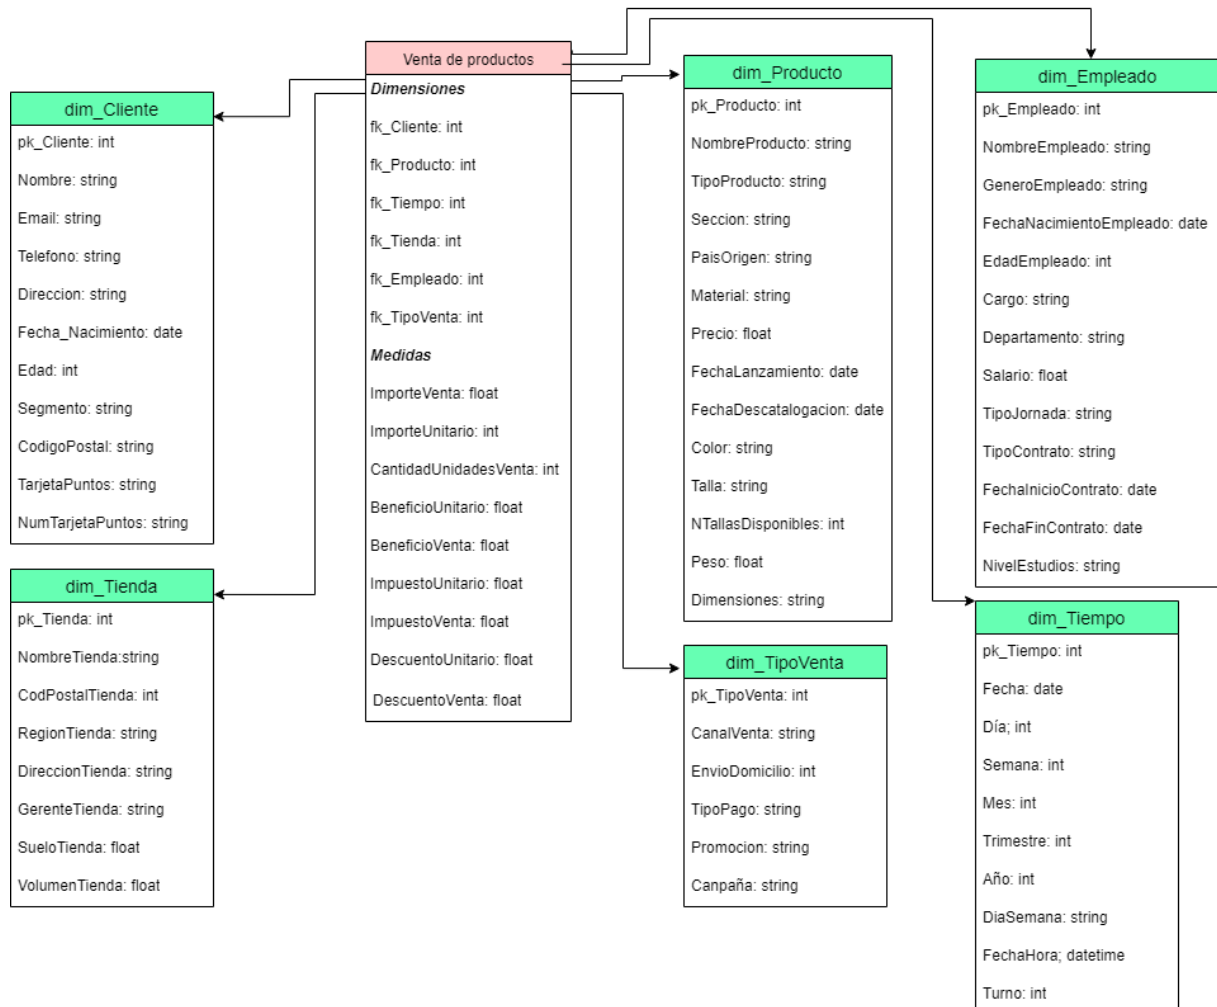 Venta de productos
Dimensiones
fk_Cliente: int
fk_Producto: int
fk_Tiempo: int
fk_Tienda: int
fk_Empleado: int
fk_TipoVenta: int
Medidas
ImporteVenta: float
ImporteUnitario: int
CantidadUnidadesVenta: int
BeneficioUnitario: float
BeneficioVenta: float
ImpuestoUnitario: float
ImpuestoVenta: float
DescuentoUnitario: float
DescuentoVenta: float
dim_Cliente
pk_Cliente: int
Nombre: string
Email: string
Telefono: string
Direccion: string
Fecha_Nacimiento: date
Edad: int
Segmento: string
CodigoPostal: string
TarjetaPuntos: string
NumTarjetaPuntos: string
dim_Tienda
pk_Tienda: int
NombreTienda:string
CodPostalTienda: int
RegionTienda: string
DireccionTienda: string
GerenteTienda: string
SueloTienda: float
VolumenTienda: float
dim_Producto
pk_Producto: int
NombreProducto: string
TipoProducto: string
Seccion: string
PaisOrigen: string
Material: string
Precio: float
FechaLanzamiento: date
FechaDescatalogacion: date
Color: string
Talla: string
NTallasDisponibles: int
Peso: float
Dimensiones: string
dim_TipoVenta
pk_TipoVenta: int
CanalVenta: string
EnvioDomicilio: int
TipoPago: string
Promocion: string
Canpaña: string
dim_Empleado
pk_Empleado: int
NombreEmpleado: string
GeneroEmpleado: string
FechaNacimientoEmpleado: date
EdadEmpleado: int
Cargo: string
Departamento: string
Salario: float
TipoJornada: string
TipoContrato: string
FechaInicioContrato: date
FechaFinContrato: date
NivelEstudios: string
dim_Tiempo
pk_Tiempo: int
Fecha: date
Día; int
Semana: int
Mes: int
Trimestre: int
Año: int
DiaSemana: string
FechaHora; datetime
Turno: int